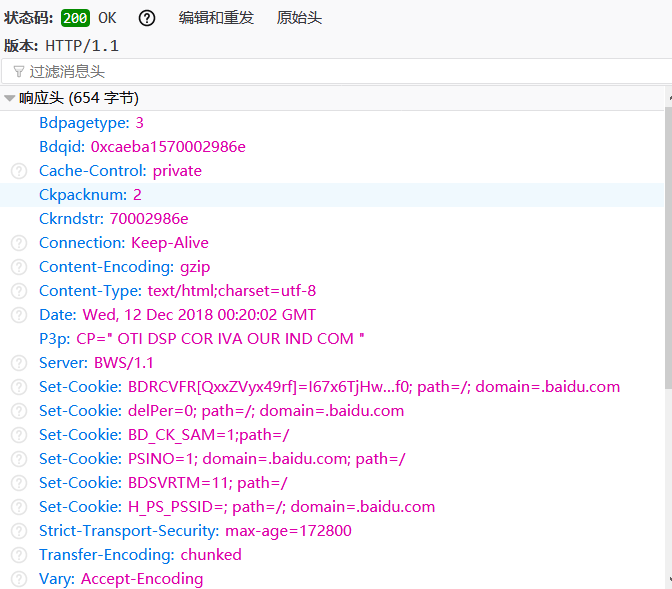 状态码: 200 OK ? 编辑和重发 原始头
版本: HTTP/1.1
过滤消息头
响应头 (654 字节)
Bdpagetype: 3
Bdqid: 0xcaeba1570002986e
? Cache-Control: private
Ckpacknum: 2
Ckrndstr: 70002986e
? Connection: Keep-Alive
? Content-Encoding: gzip
? Content-Type: text/html;charset=utf-8
? Date: Wed, 12 Dec 2018 00:20:02 GMT
P3p: CP=" OTI DSP COR IVA OUR IND COM "
? Server: BWS/1.1
? Set-Cookie: BDRCVFR[QxxZVyx49rf]=I67x6TjHw...f0; path=/; domain=.baidu.com
? Set-Cookie: delPer=0; path=/; domain=.baidu.com
? Set-Cookie: BD_CK_SAM=1;path=/
? Set-Cookie: PSINO=1; domain=.baidu.com; path=/
? Set-Cookie: BDSVRTM=11; path=/
? Set-Cookie: H_PS_PSSID=; path=/; domain=.baidu.com
? Strict-Transport-Security: max-age=172800
? Transfer-Encoding: chunked
? Vary: Accept-Encoding